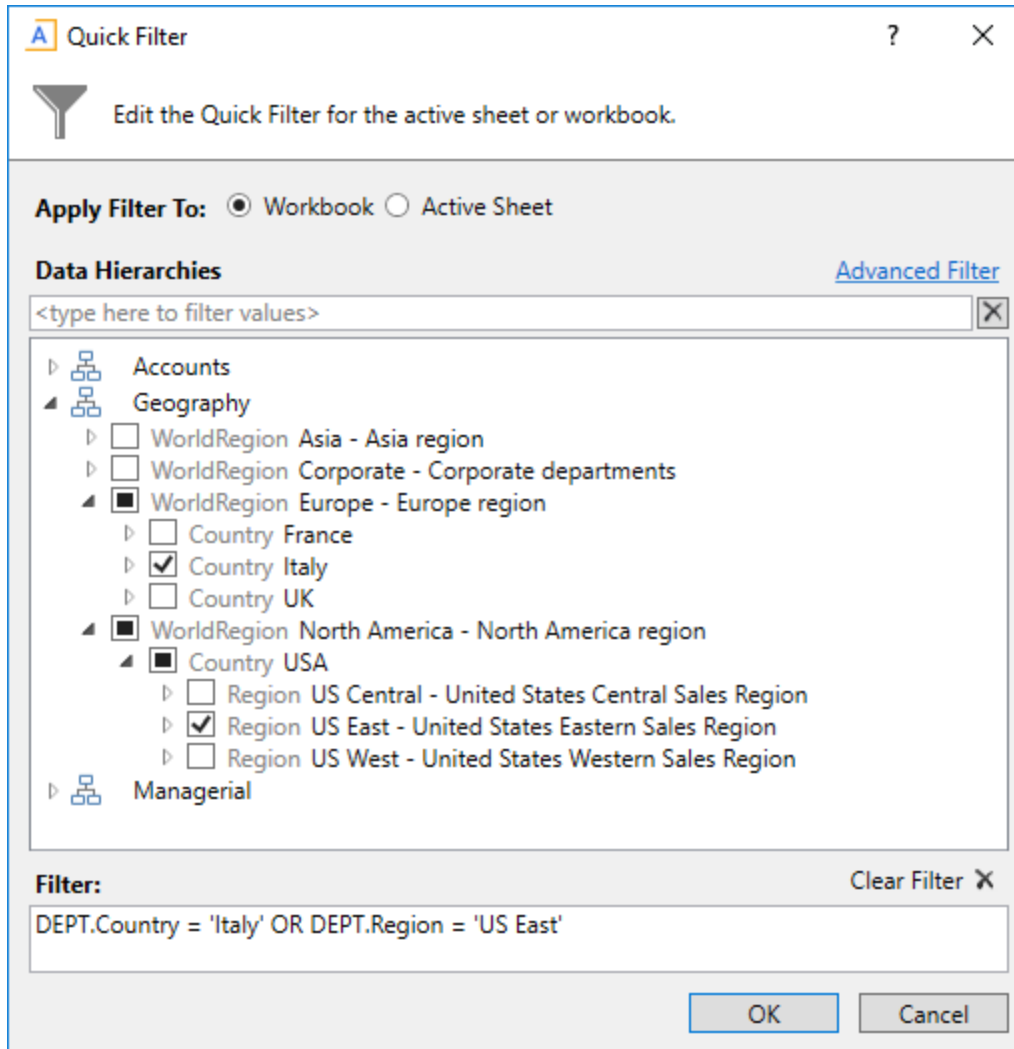 A Quick Filter ?
Edit the Quick Filter for the active sheet or workbook.
Apply Filter To: Workbook Active Sheet
Data Hierarchies Advanced Filter
<type here to filter values>
Accounts
Geography
WorldRegion Asia - Asia region
WorldRegion Corporate - Corporate departments
WorldRegion Europe - Europe region
Country France
Country Italy
Country UK
WorldRegion North America - North America region
Country USA
Region US Central - United States Central Sales Region
Region US East - United States Eastern Sales Region
Region US West - United States Western Sales Region
Managerial
Filter: Clear Filter
DEPT.Country = 'Italy' OR DEPT.Region = 'US East'
OK Cancel